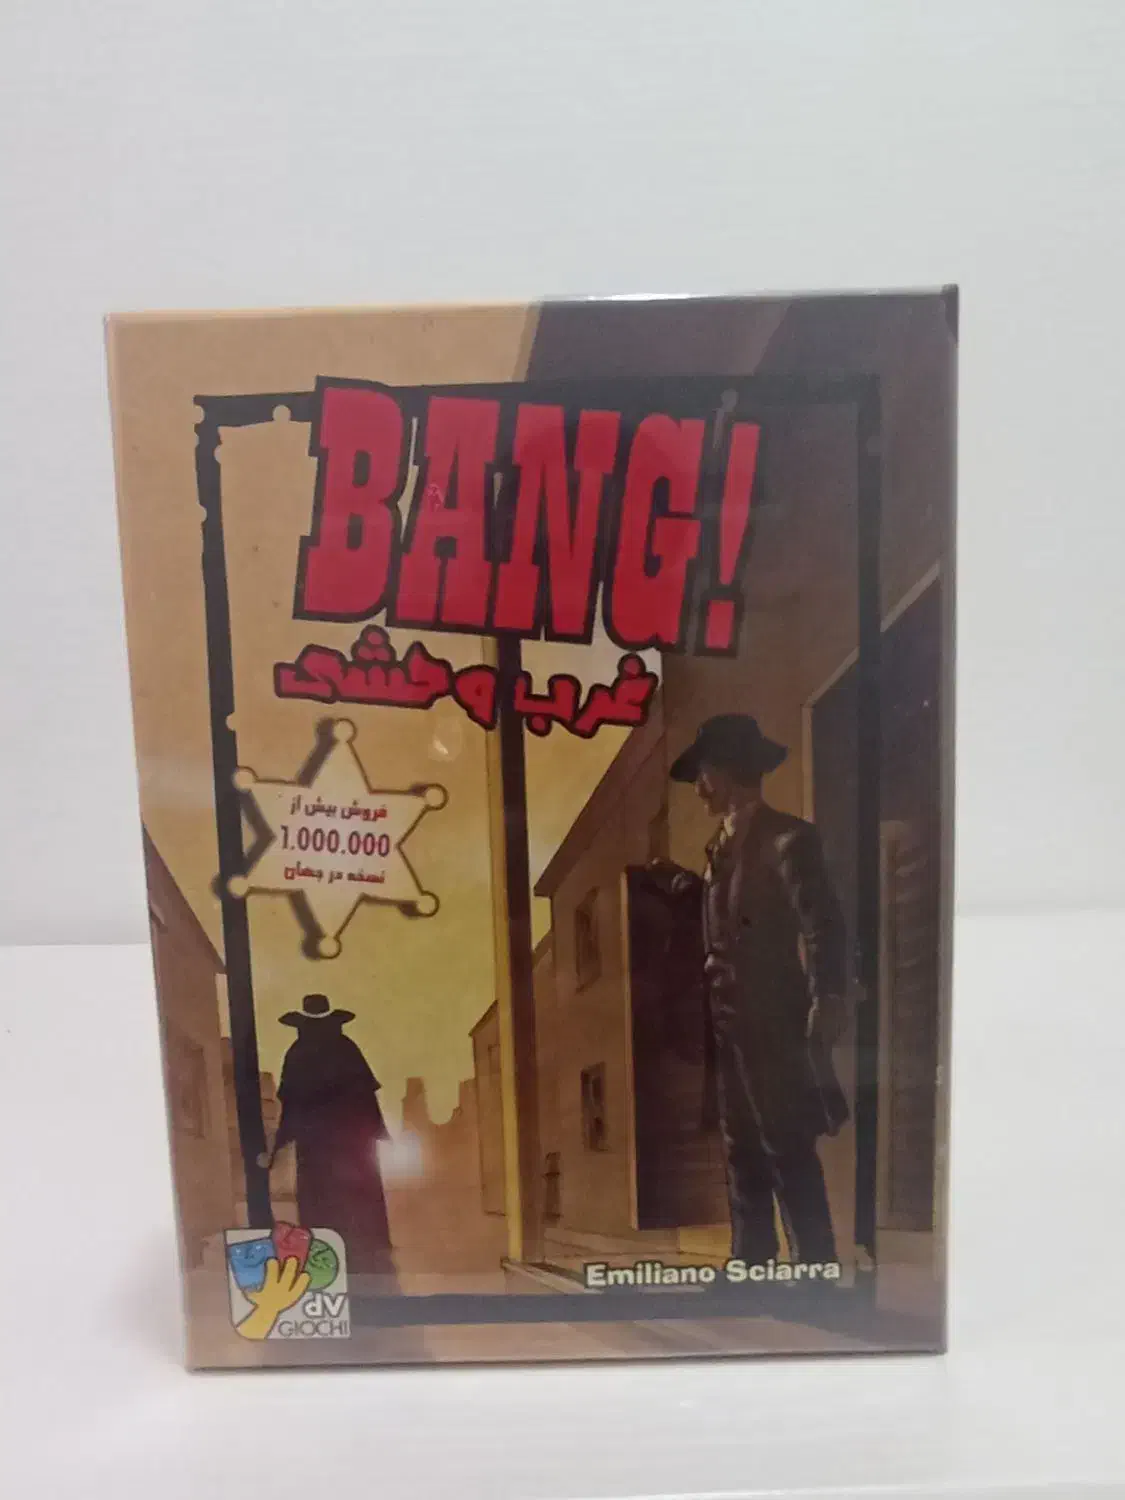 BANG!
غرب وحشی
فروش بیش از
1.000.000
نسخه در جهان
Emiliano Sciarra
dV
GIOCHI